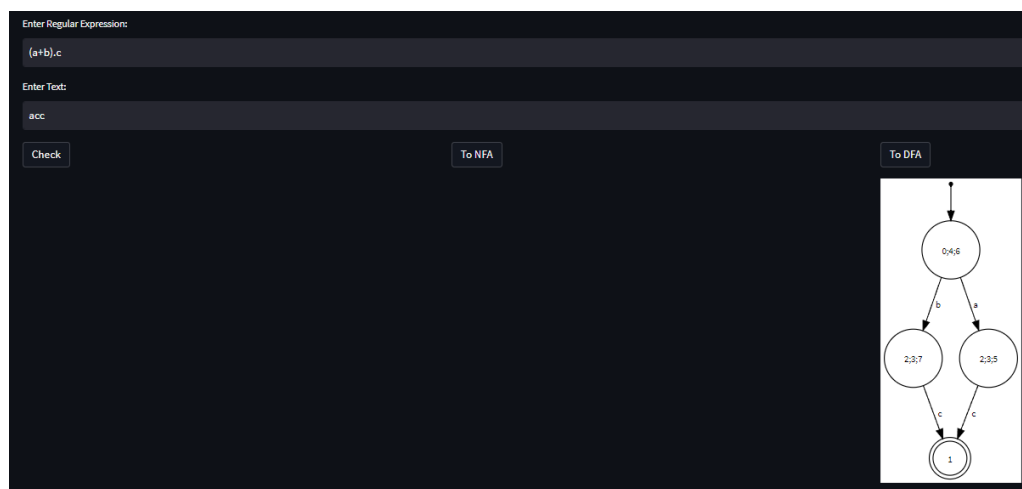 Enter Regular Expression:
(a+b).c
Enter Text:
acc
Check To NFA To DFA
0;4;6
b a
2;3;7 2;3;5
c c
1